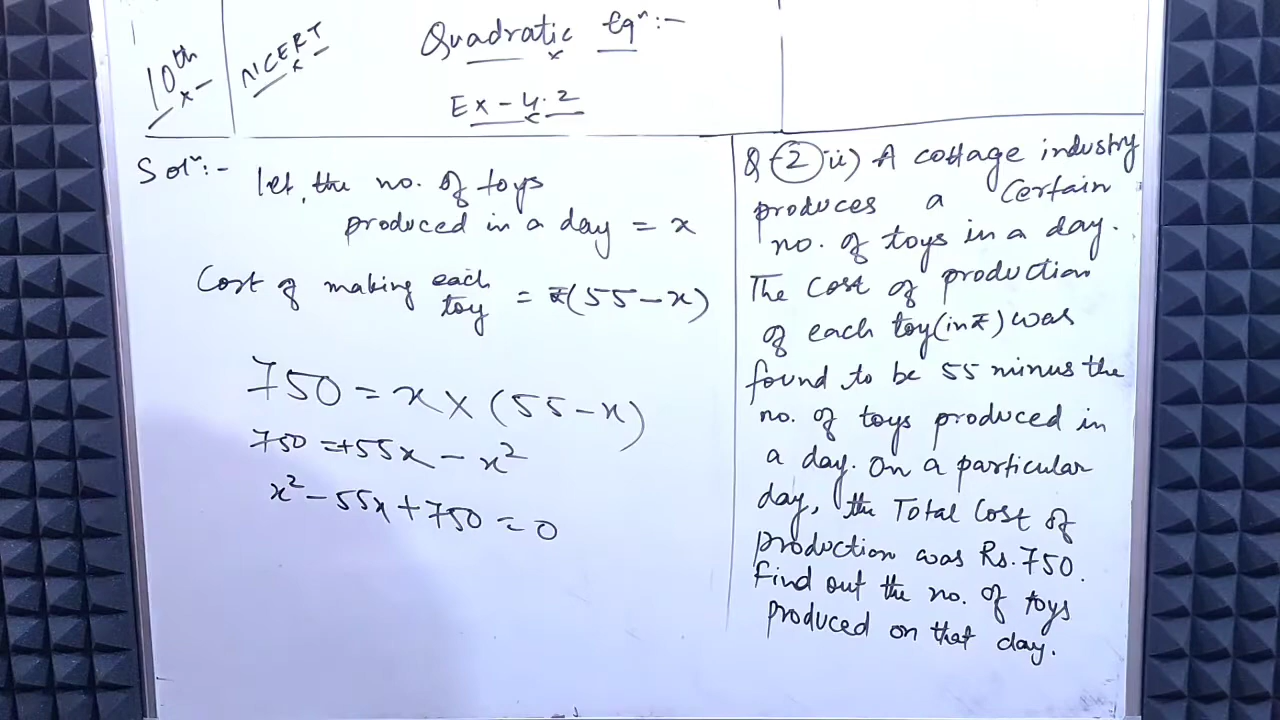 10th
NCERT
Quadratic Eqⁿ:-
Ex-4.2
Solⁿ:- let, the no. of toys
produced in a day = x
Cost of making each
toy = ₹(55-x)
750 = x × (55-x)
750 = +55x - x²
x² - 55x + 750 = 0
Q-② ii) A cottage industry
produces a Certain
no. of toys in a day.
The Cost of production
of each toy (in ₹) was
found to be 55 minus the
no. of toys produced in
a day. On a particular
day, the Total Cost of
production was Rs. 750.
Find out the no. of toys
produced on that day.